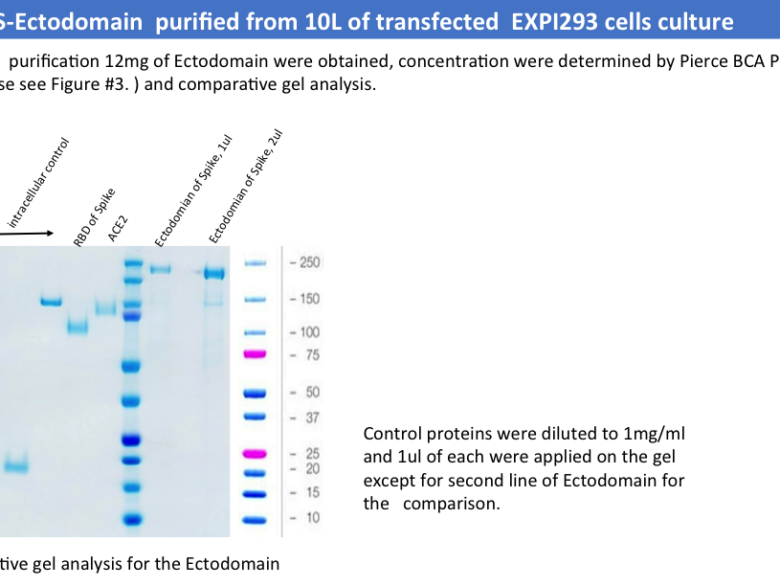 S-Ectodomain purified from 10L of transfected EXPI293 cells culture
purification 12mg of Ectodomain were obtained, concentration were determined by Pierce BCA P
se see Figure #3. ) and comparative gel analysis.
intracellular control
RBD of Spike
ACE2
Ectodomian of Spike, 1ul
Ectodomian of Spike, 2ul
- 250
- 150
- 100
- 75
- 50
- 37
- 25
- 20
- 15
- 10
Control proteins were diluted to 1mg/ml
and 1ul of each were applied on the gel
except for second line of Ectodomain for
the comparison.
tive gel analysis for the Ectodomain